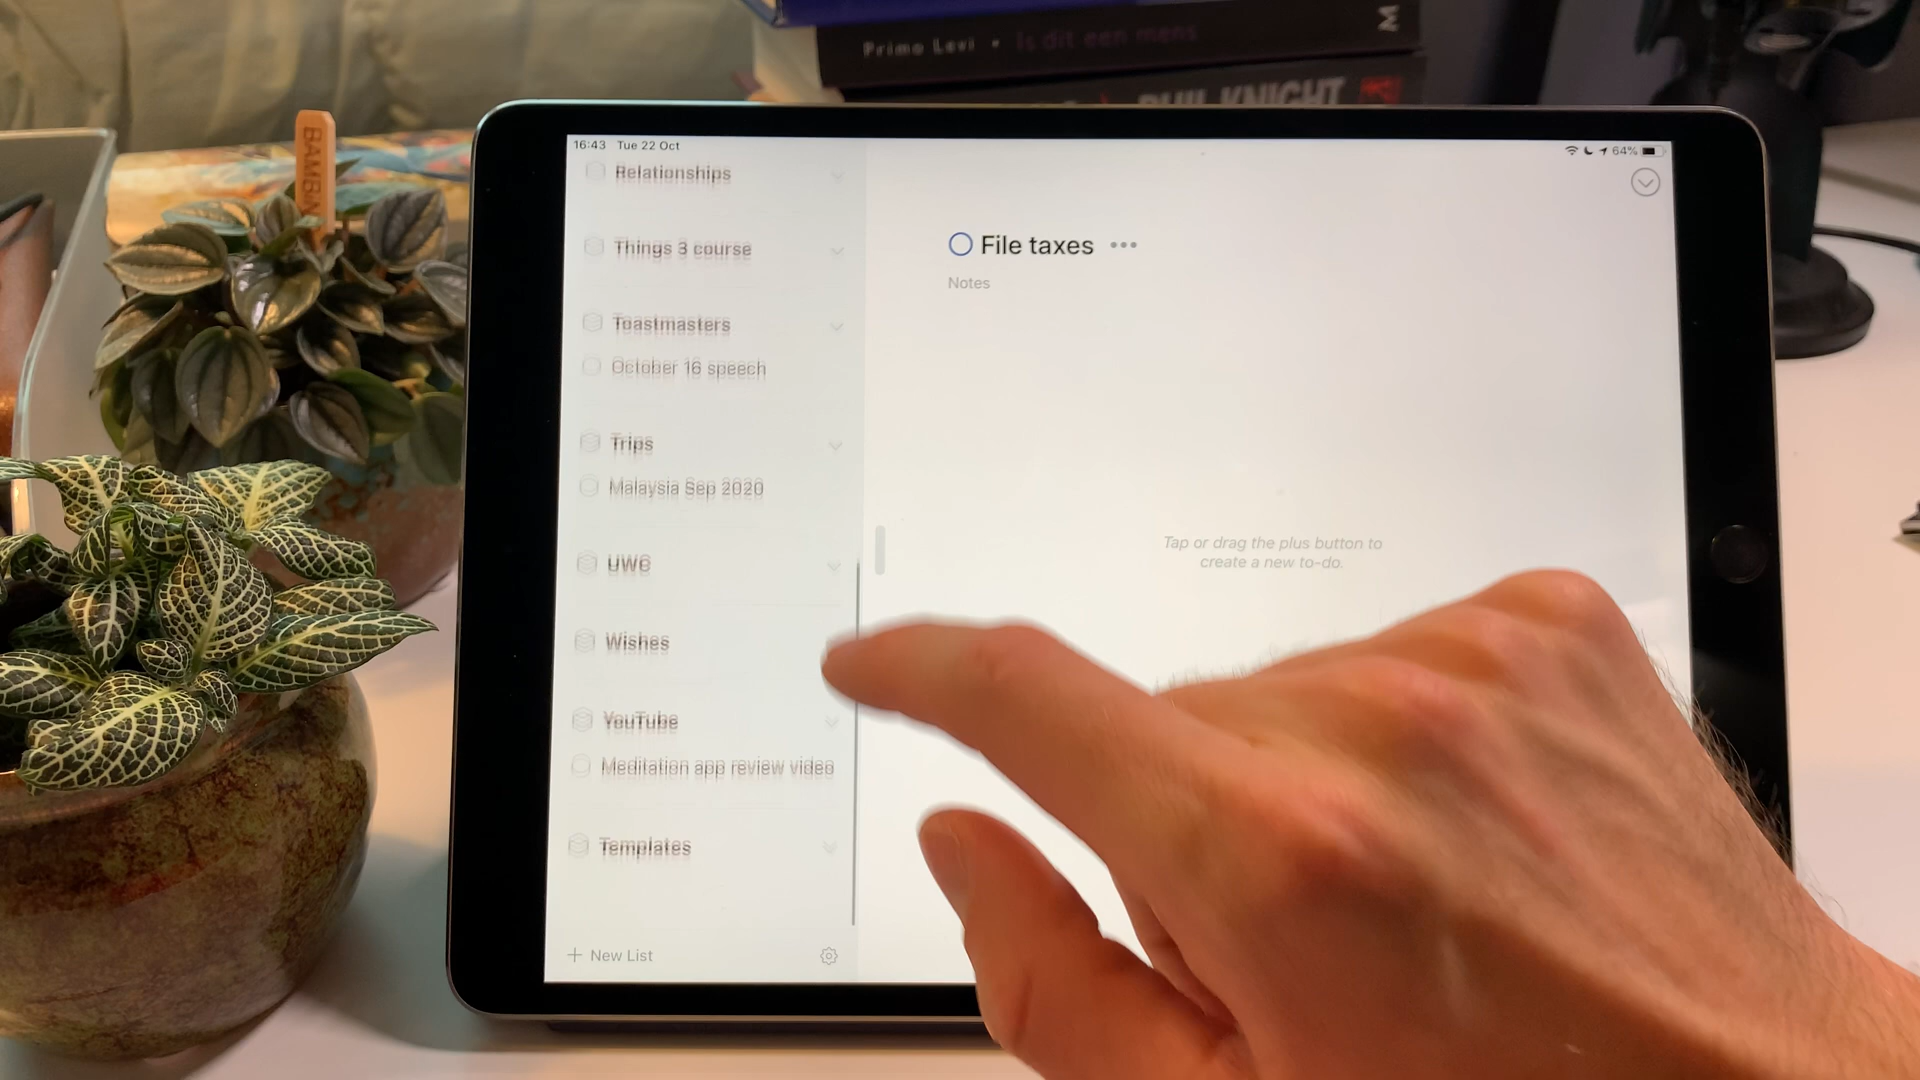 Primo Levi • Is dit een mens
M
PHIL KNIGHT
BAMBIN
16:43 Tue 22 Oct
64%
Relationships
Things 3 course
Toastmasters
October 16 speech
Trips
Malaysia Sep 2020
UWC
Wishes
YouTube
Meditation app review video
Templates
+ New List
File taxes •••
Notes
Tap or drag the plus button to
create a new to-do.